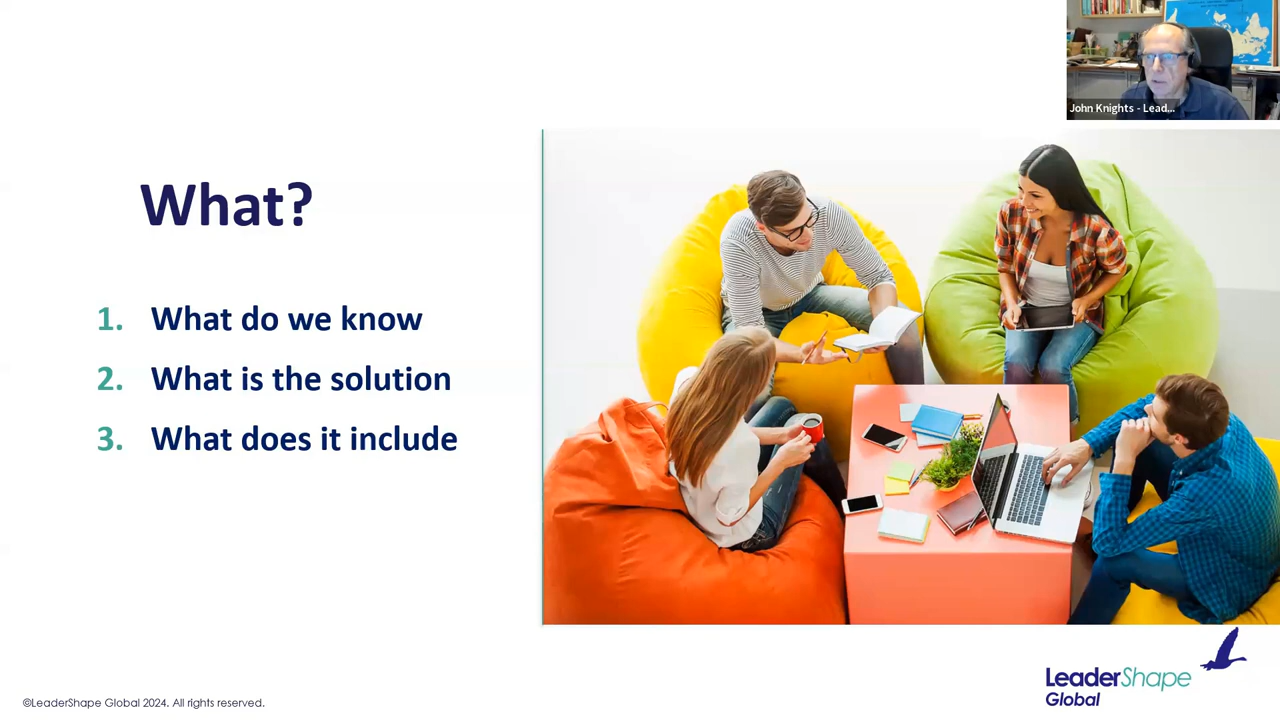 John Knights - Lead...
What?
1. What do we know
2. What is the solution
3. What does it include
LeaderShape
Global
©LeaderShape Global 2024. All rights reserved.